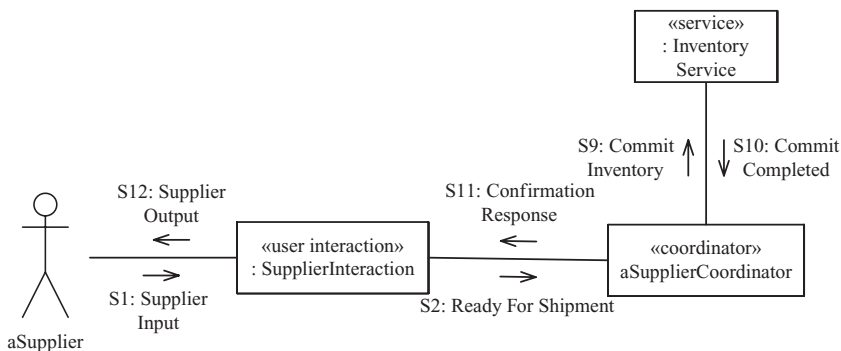 «service»
: Inventory
Service
S9: Commit
Inventory
S10: Commit
Completed
S12: Supplier
Output
S11: Confirmation
Response
«user interaction»
: SupplierInteraction
«coordinator»
aSupplierCoordinator
S1: Supplier
Input
S2: Ready For Shipment
aSupplier